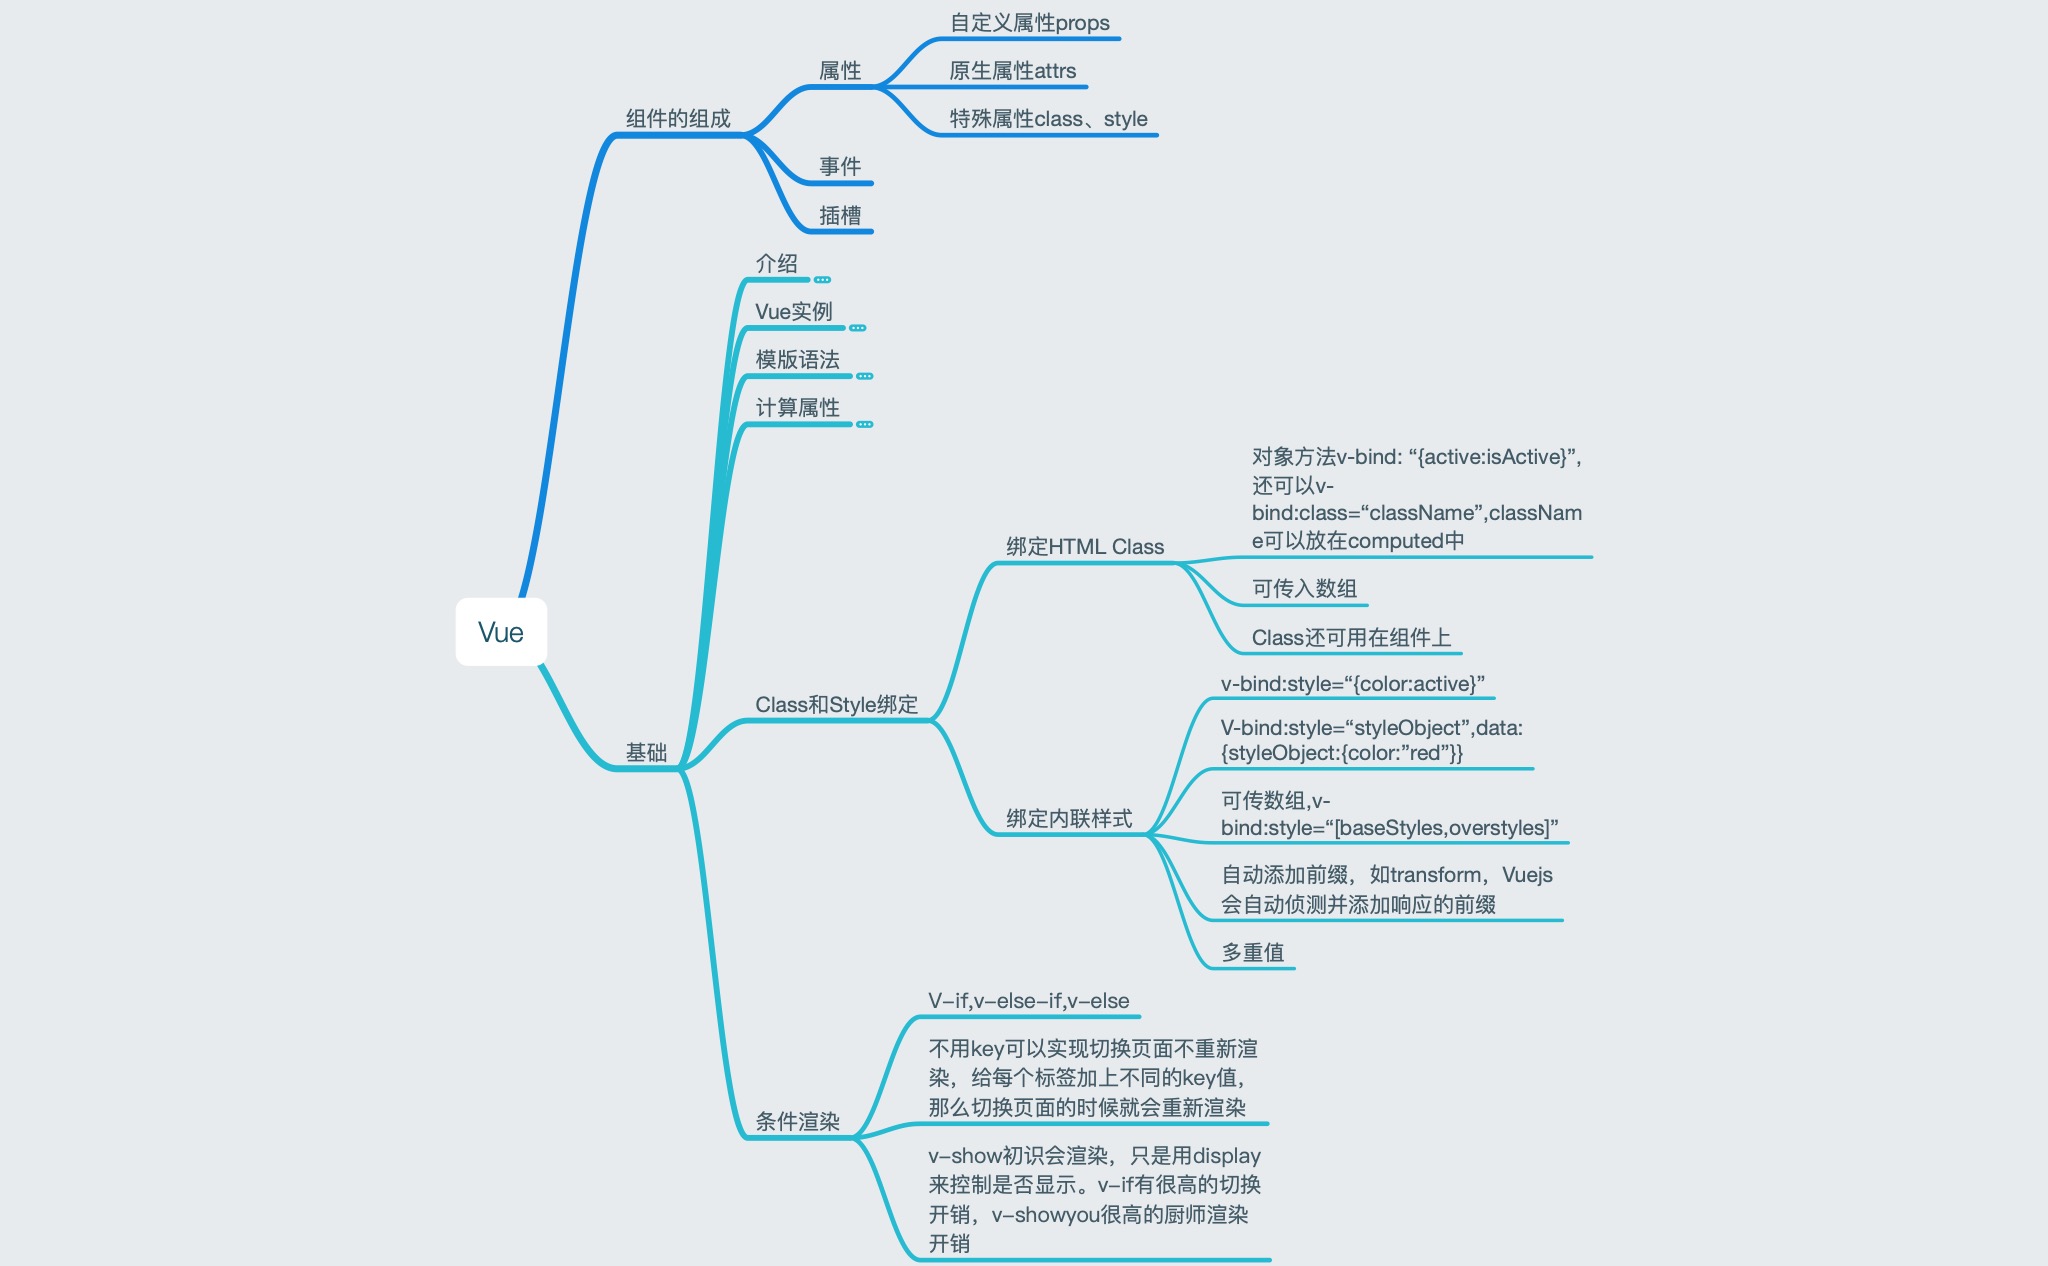 自定义属性props
属性
原生属性attrs
组件的组成
特殊属性class、style
事件
插槽
介绍
Vue实例
模版语法
计算属性
对象方法v-bind: “{active:isActive}”,
还可以v-
bind:class=“className”,classNam
e可以放在computed中
绑定HTML Class
可传入数组
Class还可用在组件上
Vue
v-bind:style=“{color:active}”
Class和Style绑定
V-bind:style=“styleObject”,data:
{styleObject:{color:”red”}}
基础
可传数组,v-
bind:style=“[baseStyles,overstyles]”
绑定内联样式
自动添加前缀，如transform，Vuejs
会自动侦测并添加响应的前缀
多重值
V-if,v-else-if,v-else
不用key可以实现切换页面不重新渲
染，给每个标签加上不同的key值，
那么切换页面的时候就会重新渲染
条件渲染
v-show初识会渲染，只是用display
来控制是否显示。v-if有很高的切换
开销，v-showyou很高的厨师渲染
开销